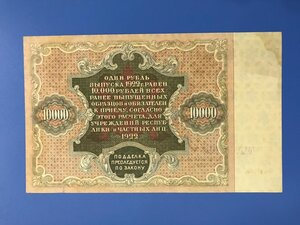 ОДИН РУБЛЬ
ВЫПУСКА 1922г РАВЕН
10.000 РУБЛЕЙ ВСЕХ
РАНЕЕ ВЫПУЩЕННЫХ
ОБРАЗЦОВ И ОБЯЗАТЕЛЕН
К ПРИЕМУ, СОГЛАСНО
ЭТОГО РАСЧЕТА, ДЛЯ
УЧРЕЖДЕНИЙ РЕСПУБ-
ЛИКИ И ЧАСТНЫХ ЛИЦ
1922
10000
10000
ПОДДЕЛКА
ПРЕСЛЕДУЕТСЯ
ПО ЗАКОНУ